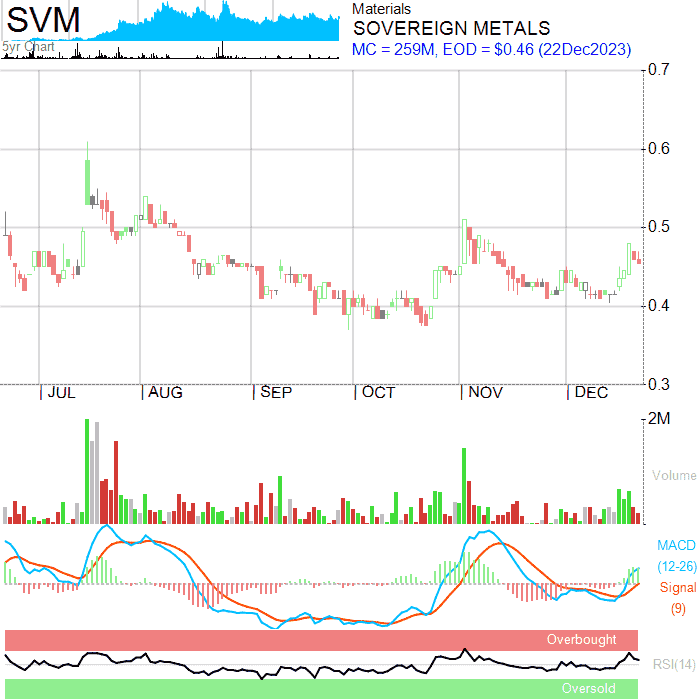 SVM
5yr Chart
Materials
SOVEREIGN METALS
MC = 259M, EOD = $0.46 (22Dec2023)
0.7
0.6
0.5
0.4
0.3
JUL AUG SEP OCT NOV DEC
2M
Volume
MACD
(12-26)
Signal
(9)
Overbought
RSI(14)
Oversold